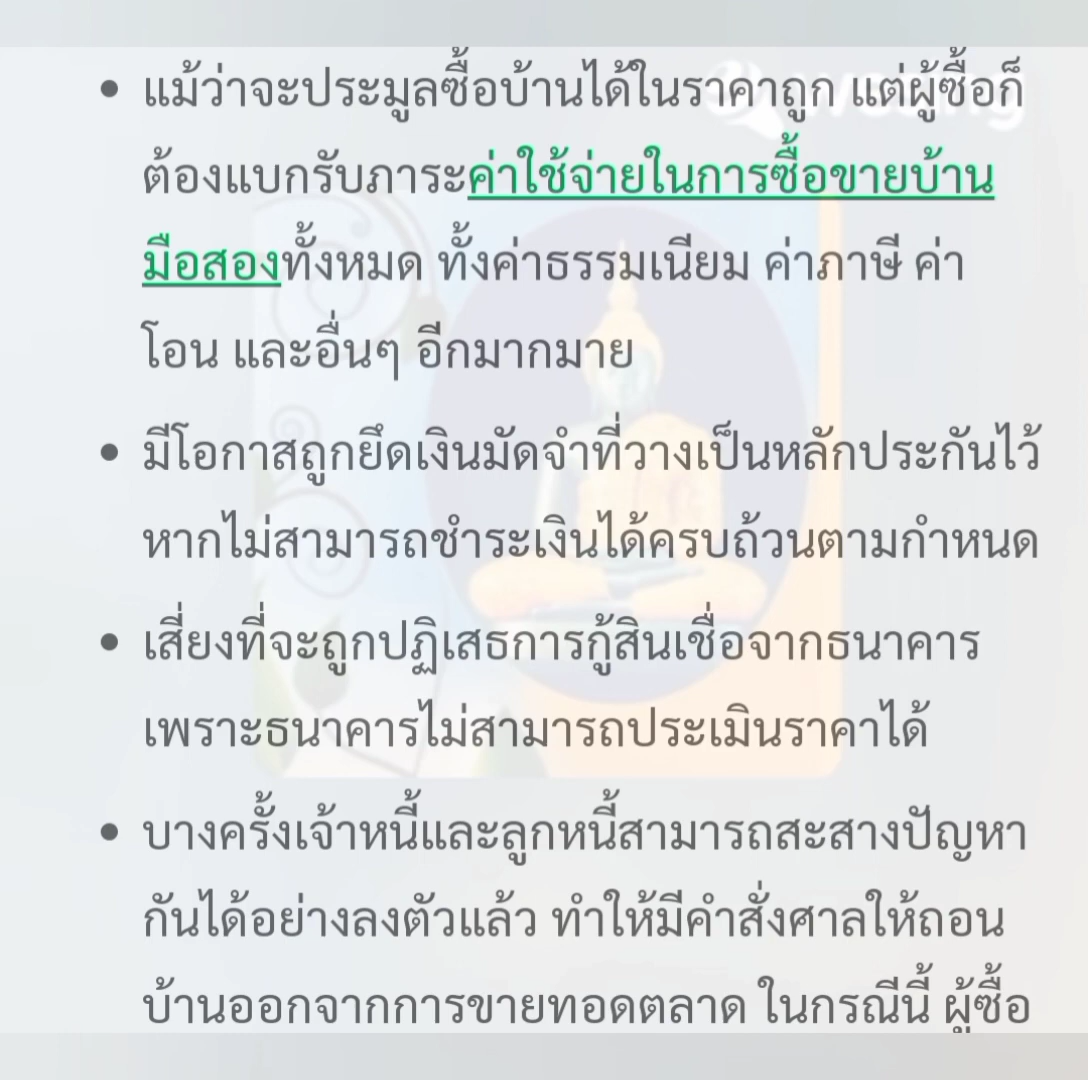 • แม้ว่าจะประมูลซื้อบ้านได้ในราคาถูก แต่ผู้ซื้อก็
ต้องแบกรับภาระค่าใช้จ่ายในการซื้อขายบ้าน
มือสองทั้งหมด ทั้งค่าธรรมเนียม ค่าภาษี ค่า
โอน และอื่นๆ อีกมากมาย
• มีโอกาสถูกยึดเงินมัดจำที่วางเป็นหลักประกันไว้
หากไม่สามารถชำระเงินได้ครบถ้วนตามกำหนด
• เสี่ยงที่จะถูกปฏิเสธการกู้สินเชื่อจากธนาคาร
เพราะธนาคารไม่สามารถประเมินราคาได้
• บางครั้งเจ้าหนี้และลูกหนี้สามารถสะสางปัญหา
กันได้อย่างลงตัวแล้ว ทำให้มีคำสั่งศาลให้ถอน
บ้านออกจากการขายทอดตลาด ในกรณีนี้ ผู้ซื้อ